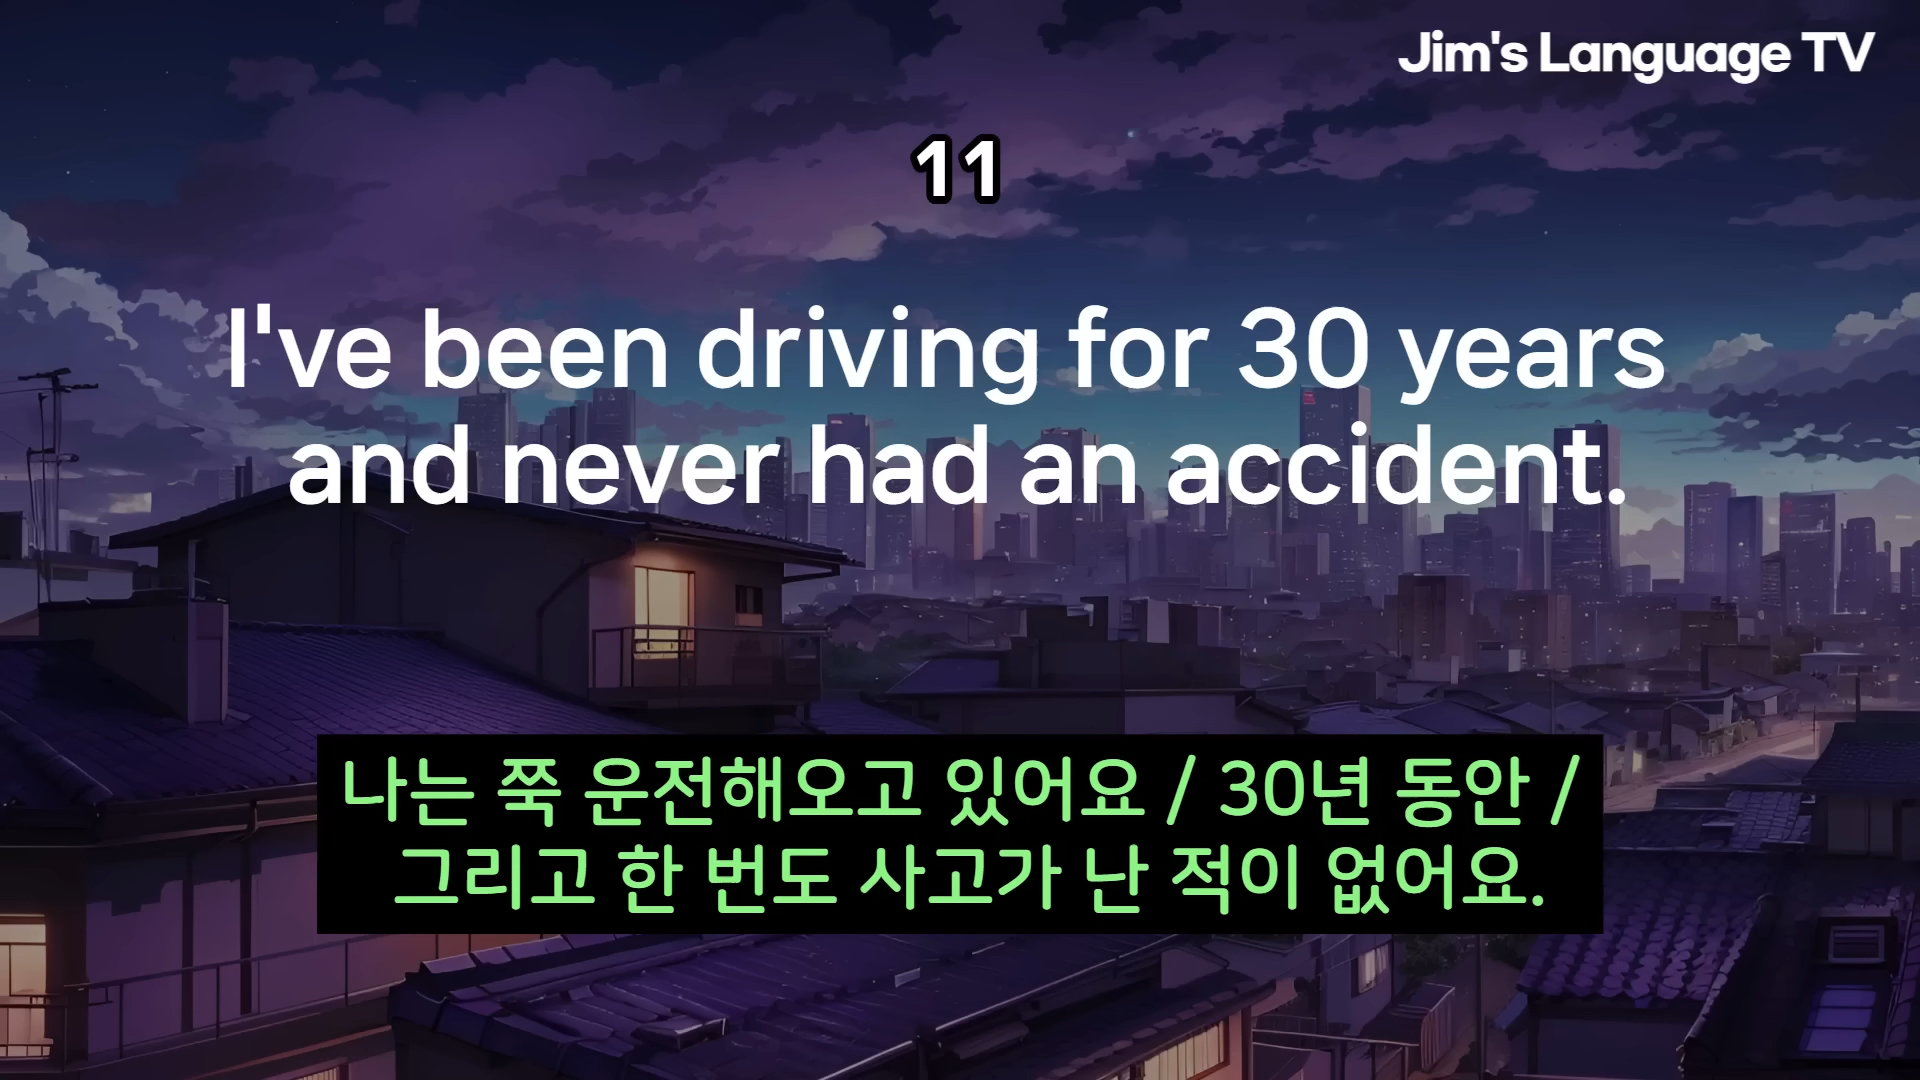 Jim's Language TV
11
I've been driving for 30 years
and never had an accident.
나는 쭉 운전해오고 있어요 / 30년 동안 /
그리고 한 번도 사고가 난 적이 없어요.